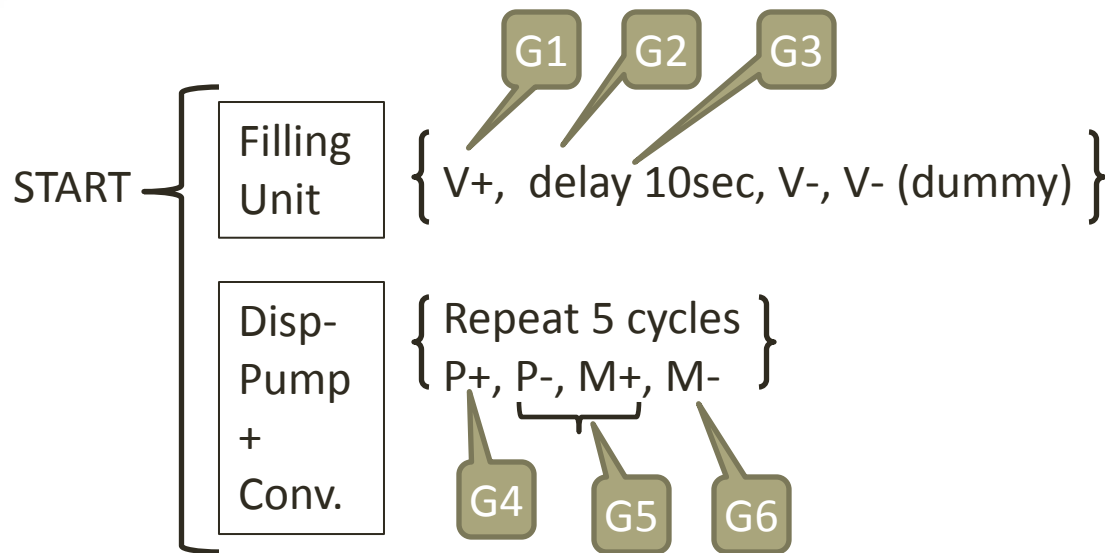 G1 G2 G3
Filling
Unit
START
V+, delay 10sec, V-, V- (dummy)
Disp-
Pump
+
Conv.
Repeat 5 cycles
P+, P-, M+, M-
G4 G5 G6